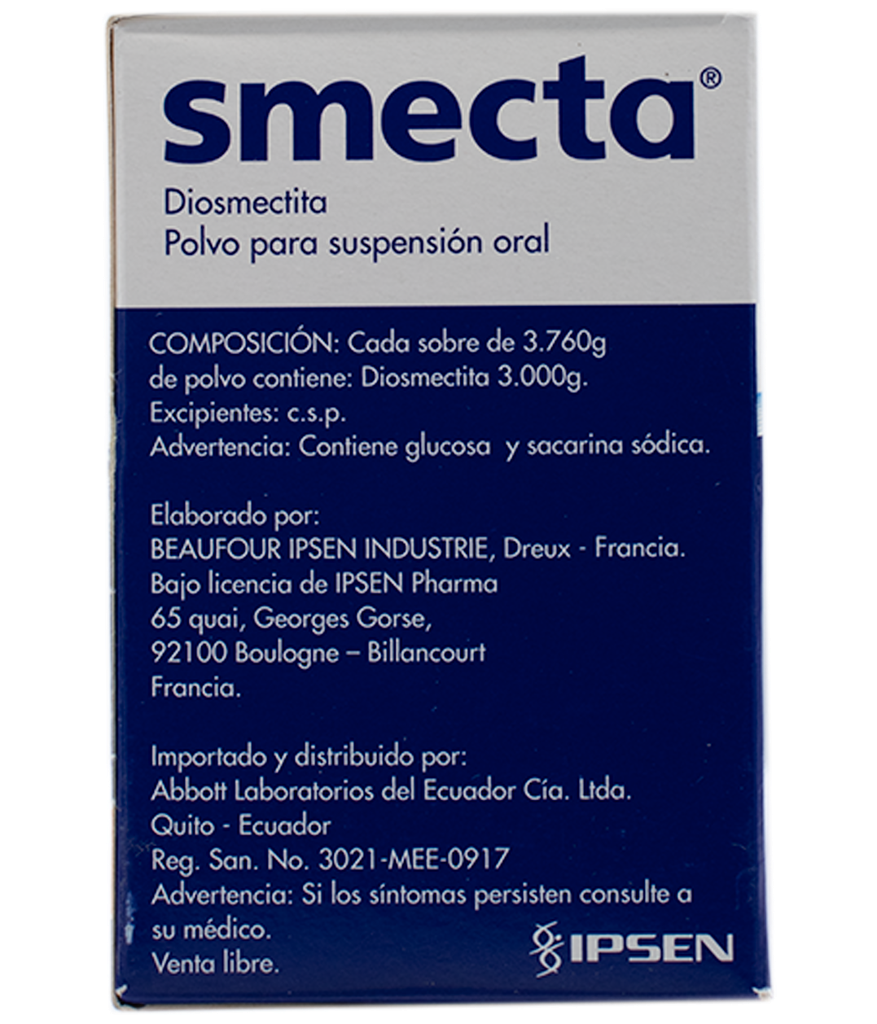 smecta®
Diosmectita
Polvo para suspensión oral
COMPOSICIÓN: Cada sobre de 3.760g
de polvo contiene: Diosmectita 3.000g.
Excipientes: c.s.p.
Advertencia: Contiene glucosa y sacarina sódica.
Elaborado por:
BEAUFOUR IPSEN INDUSTRIE, Dreux - Francia.
Bajo licencia de IPSEN Pharma
65 quai, Georges Gorse,
92100 Boulogne – Billancourt
Francia.
Importado y distribuido por:
Abbott Laboratorios del Ecuador Cía. Ltda.
Quito - Ecuador
Reg. San. No. 3021-MEE-0917
Advertencia: Si los síntomas persisten consulte a
su médico.
Venta libre.
IPSEN